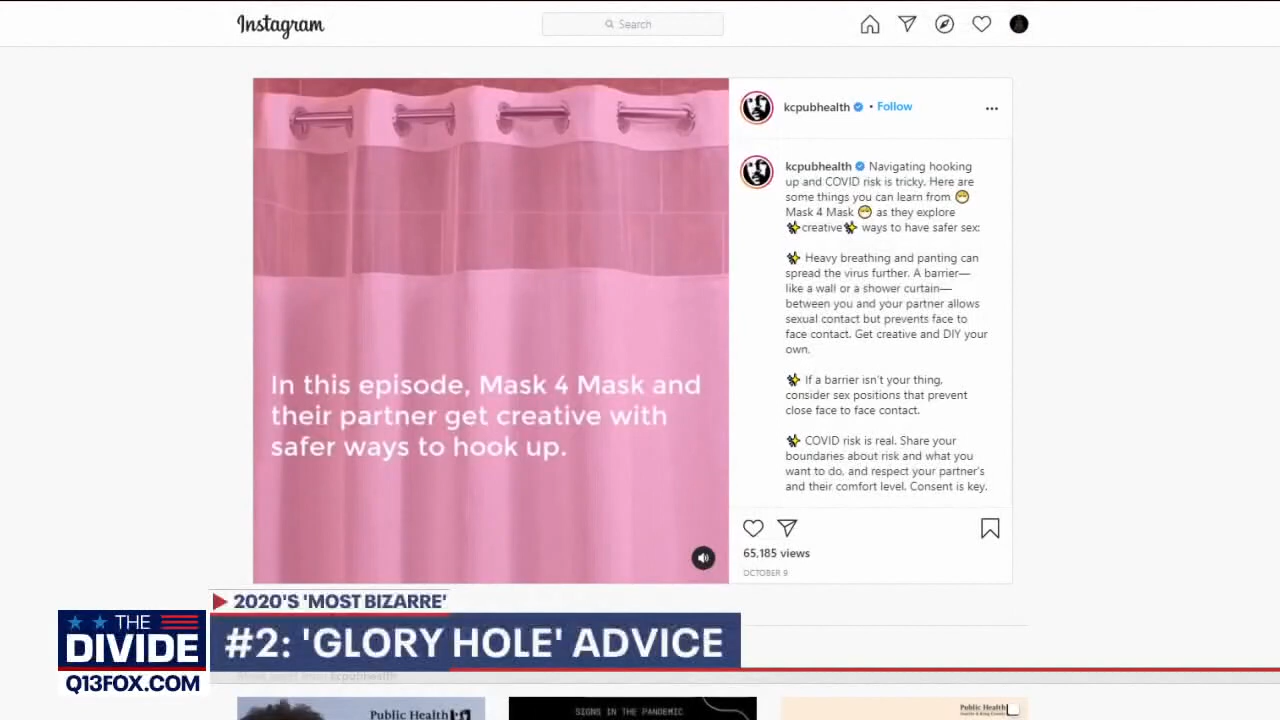 Instagram
Search
kcpubhealth • Follow
kcpubhealth Navigating hooking
up and COVID risk is tricky. Here are
some things you can learn from 😷
Mask 4 Mask 😷 as they explore
✨creative✨ ways to have safer sex:
✨ Heavy breathing and panting can
spread the virus further. A barrier—
like a wall or a shower curtain—
between you and your partner allows
sexual contact but prevents face to
face contact. Get creative and DIY your
own.
✨ If a barrier isn't your thing,
consider sex positions that prevent
close face to face contact.
✨ COVID risk is real. Share your
boundaries about risk and what you
want to do, and respect your partner's
and their comfort level. Consent is key.
In this episode, Mask 4 Mask and
their partner get creative with
safer ways to hook up.
65,185 views
OCTOBER 9
2020'S 'MOST BIZARRE'
#2: 'GLORY HOLE' ADVICE
THE
DIVIDE
Q13FOX.COM
More posts from kcpubhealth
Public Health
SIGNS IN THE PANDEMIC
Public Health